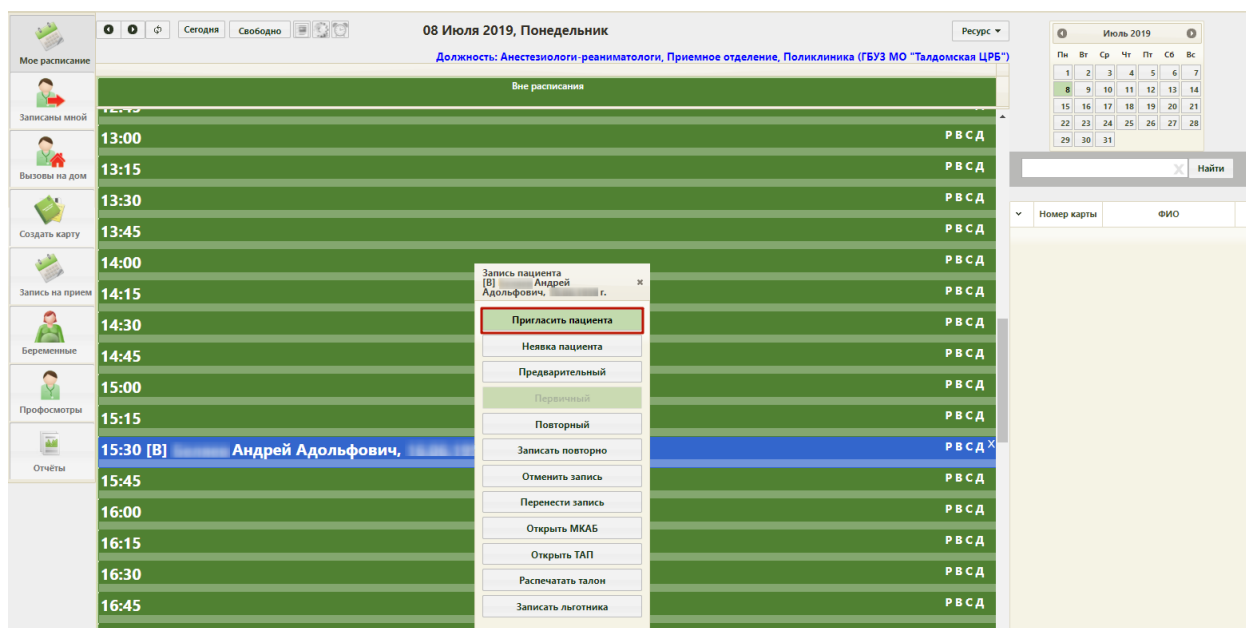 Мое расписание
Записаны мной
Вызовы на дом
Создать карту
Запись на прием
Беременные
Профосмотры
Отчёты
Сегодня
Свободно
08 Июля 2019, Понедельник
Ресурс
Должность: Анестезиологи-реаниматологи, Приемное отделение, Поликлиника (ГБУЗ МО "Талдомская ЦРБ")
Вне расписания
12:45
13:00 Р В С Д
13:15 Р В С Д
13:30 Р В С Д
13:45 Р В С Д
14:00 Р В С Д
14:15 Р В С Д
14:30 Р В С Д
14:45 Р В С Д
15:00 Р В С Д
15:15 Р В С Д
15:30 [В] Андрей Адольфович, Р В С Д X
15:45 Р В С Д
16:00 Р В С Д
16:15 Р В С Д
16:30 Р В С Д
16:45 Р В С Д
Запись пациента
[В] Андрей
Адольфович, г.
Пригласить пациента
Неявка пациента
Предварительный
Первичный
Повторный
Записать повторно
Отменить запись
Перенести запись
Открыть МКАБ
Открыть ТАП
Распечатать талон
Записать льготника
Июль 2019
Пн Вт Ср Чт Пт Сб Вс
1 2 3 4 5 6 7
8 9 10 11 12 13 14
15 16 17 18 19 20 21
22 23 24 25 26 27 28
29 30 31
X Найти
Номер карты ФИО